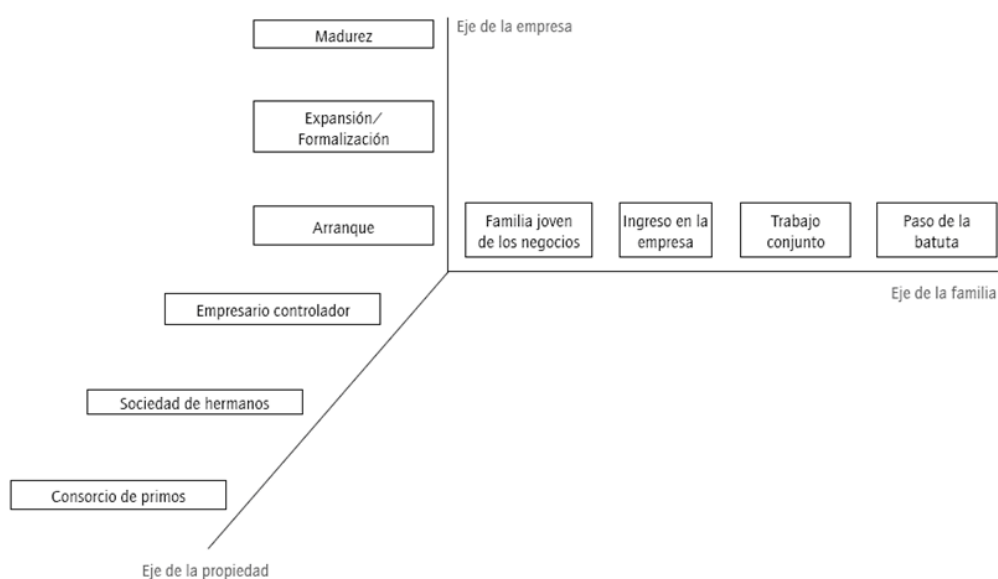 Eje de la empresa
Madurez
Expansión/
Formalización
Arranque
Familia joven
de los negocios
Ingreso en la
empresa
Trabajo
conjunto
Paso de la
batuta
Eje de la familia
Empresario controlador
Sociedad de hermanos
Consorcio de primos
Eje de la propiedad